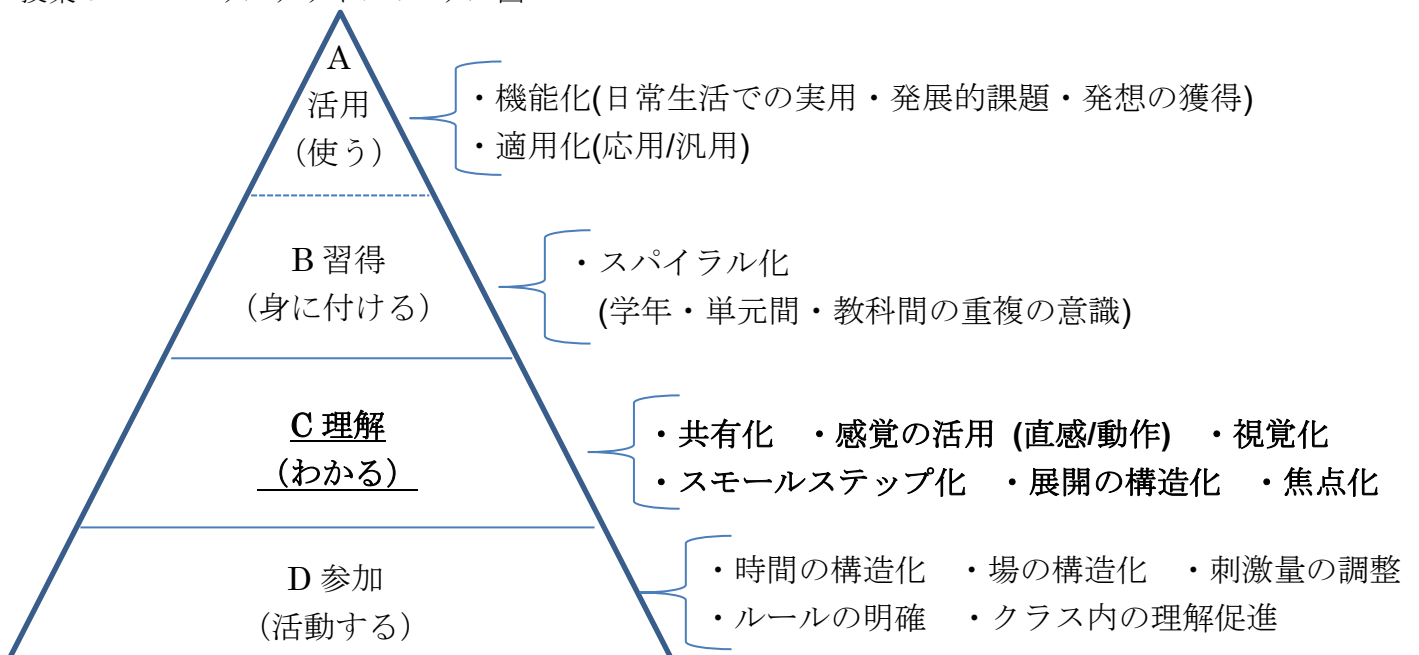 A
活用
(使う)
・機能化(日常生活での実用・発展的課題・発想の獲得)
・適用化(応用/汎用)
B 習得
(身に付ける)
・スパイラル化
(学年・単元間・教科間の重複の意識)
C 理解
(わかる)
・共有化 ・感覚の活用 (直感/動作) ・視覚化
・スモールステップ化 ・展開の構造化 ・焦点化
D 参加
(活動する)
・時間の構造化 ・場の構造化 ・刺激量の調整
・ルールの明確 ・クラス内の理解促進